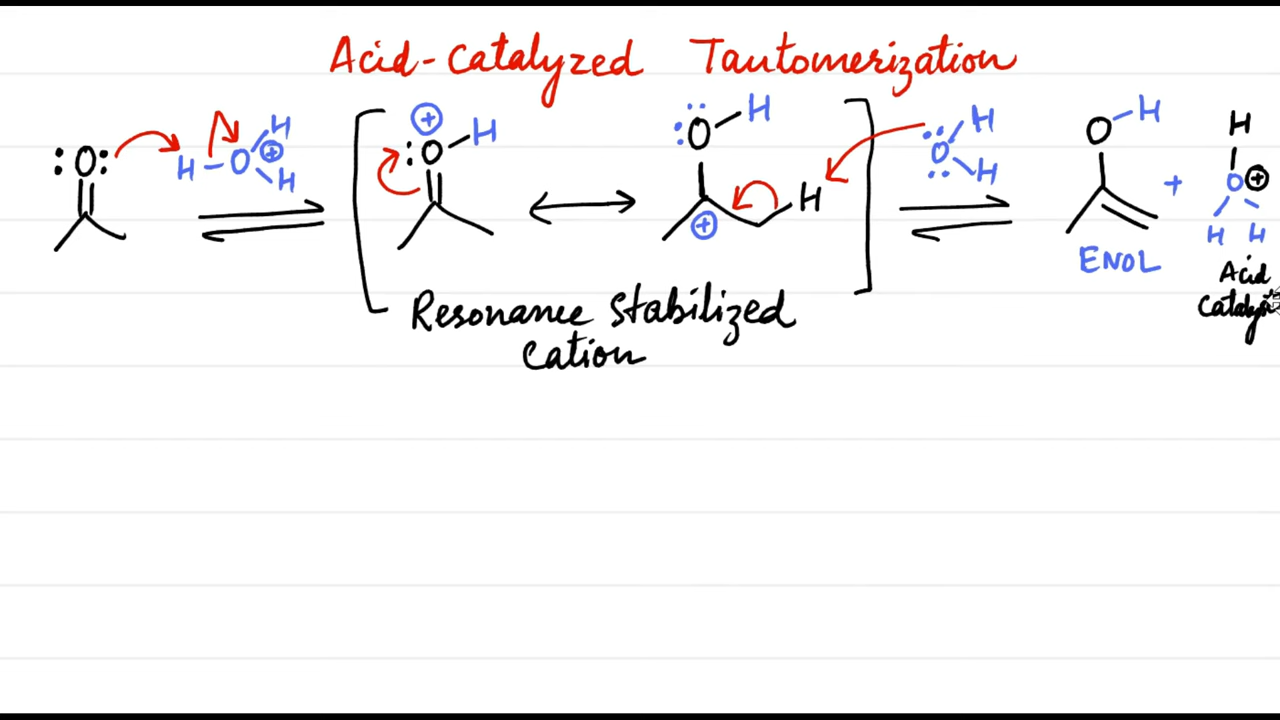 Acid-Catalyzed Tautomerization
:O: H-O H H ⊕ ⊕ :O H :O H ⊕ H O H H O H + H O ⊕ H H
ENOL
Acid
Resonance Stabilized
Cation